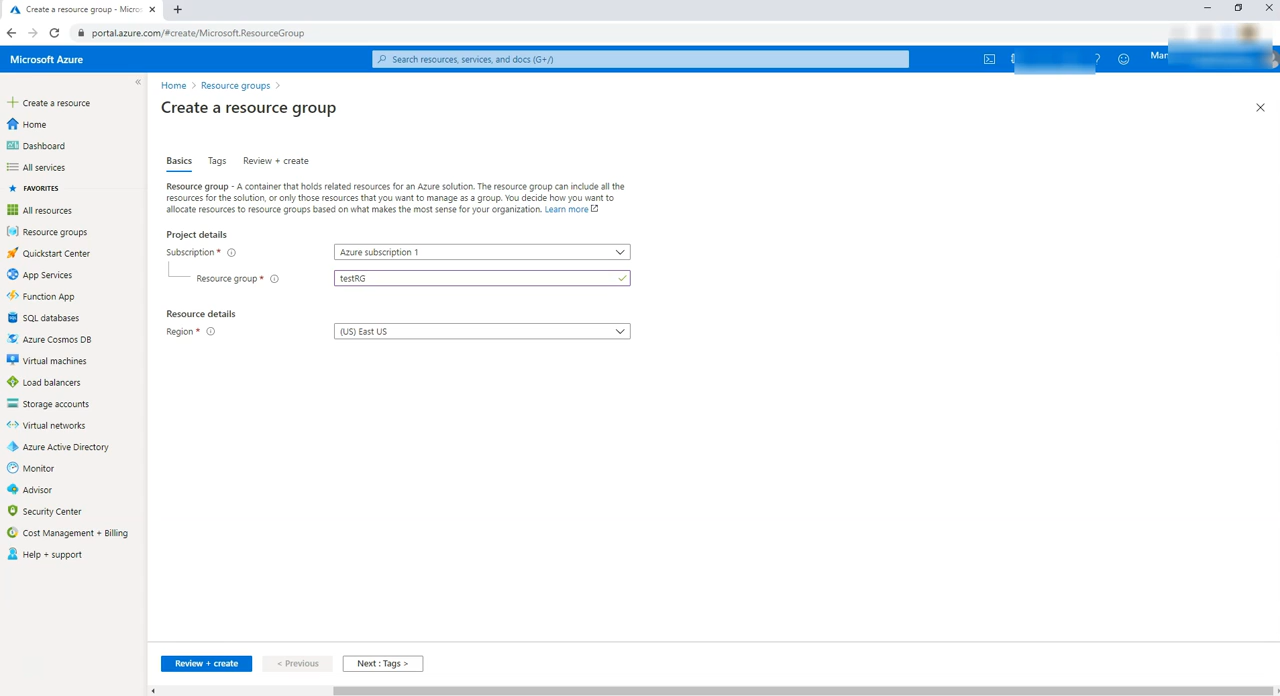 Create a resource group - Micros
portal.azure.com/#create/Microsoft.ResourceGroup
Microsoft Azure
Search resources, services, and docs (G+/)
Create a resource
Home
Dashboard
All services
FAVORITES
All resources
Resource groups
Quickstart Center
App Services
Function App
SQL databases
Azure Cosmos DB
Virtual machines
Load balancers
Storage accounts
Virtual networks
Azure Active Directory
Monitor
Advisor
Security Center
Cost Management + Billing
Help + support
Home > Resource groups >
Create a resource group
Basics Tags Review + create
Resource group - A container that holds related resources for an Azure solution. The resource group can include all the
resources for the solution, or only those resources that you want to manage as a group. You decide how you want to
allocate resources to resource groups based on what makes the most sense for your organization. Learn more
Project details
Subscription * Azure subscription 1
Resource group * testRG
Resource details
Region * (US) East US
Review + create < Previous Next : Tags >